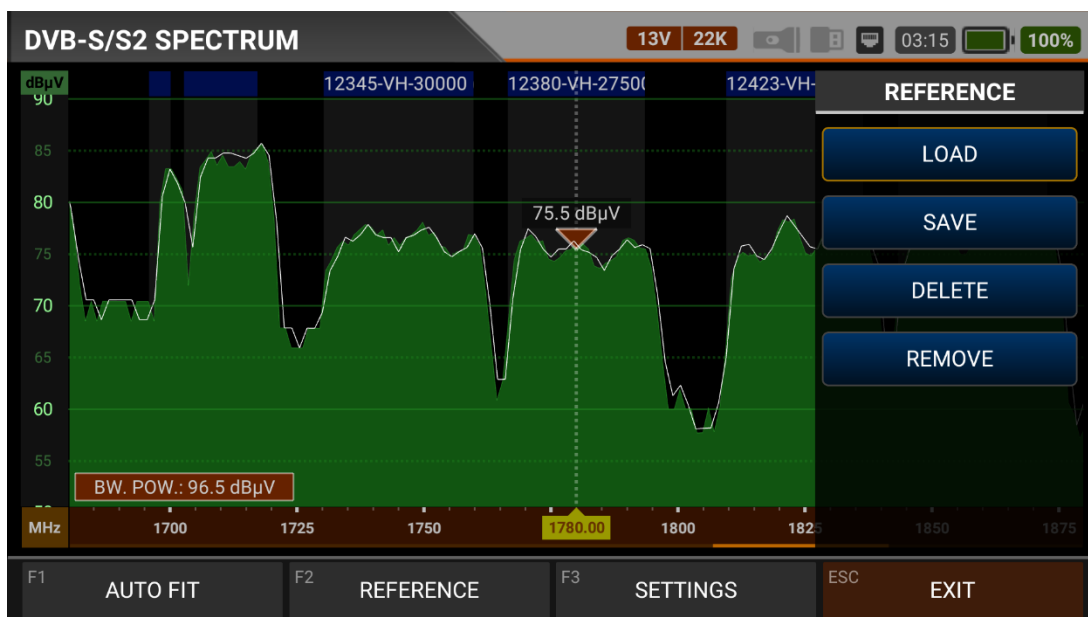 DVB-S/S2 SPECTRUM
13V 22K 03:15 100%
dBµV
12345-VH-30000 12380-VH-2750 12423-VH-
REFERENCE
90
85
80
75
70
65
60
55
50
75.5 dBµV
LOAD
SAVE
DELETE
REMOVE
BW. POW.: 96.5 dBµV
MHz 1700 1725 1750 1780.00 1800 1825 1850 1875
F1 AUTO FIT F2 REFERENCE F3 SETTINGS ESC EXIT